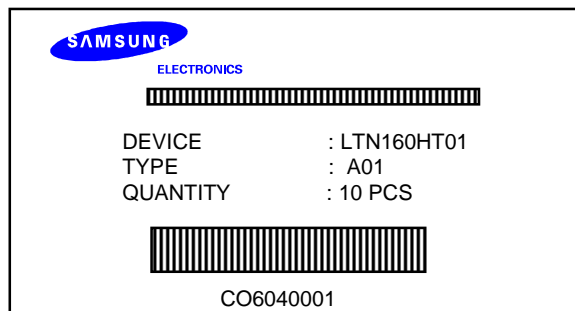 SAMSUNG
ELECTRONICS
DEVICE : LTN160HT01
TYPE : A01
QUANTITY : 10 PCS
CO6040001